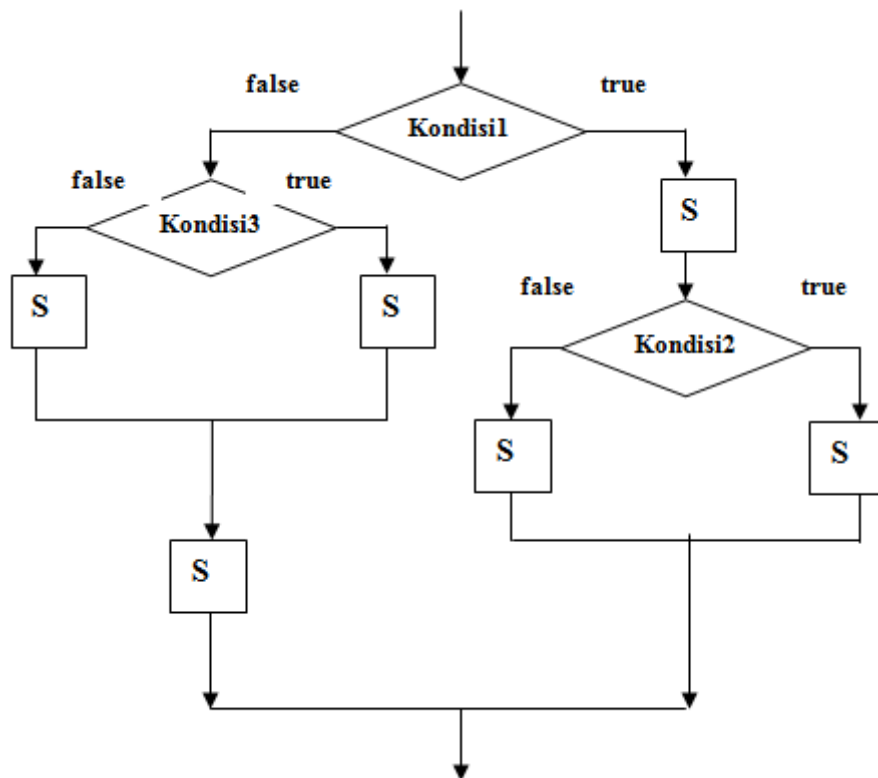 false true
Kondisi1
false true
S
Kondisi3
S S
false true
Kondisi2
S S
S